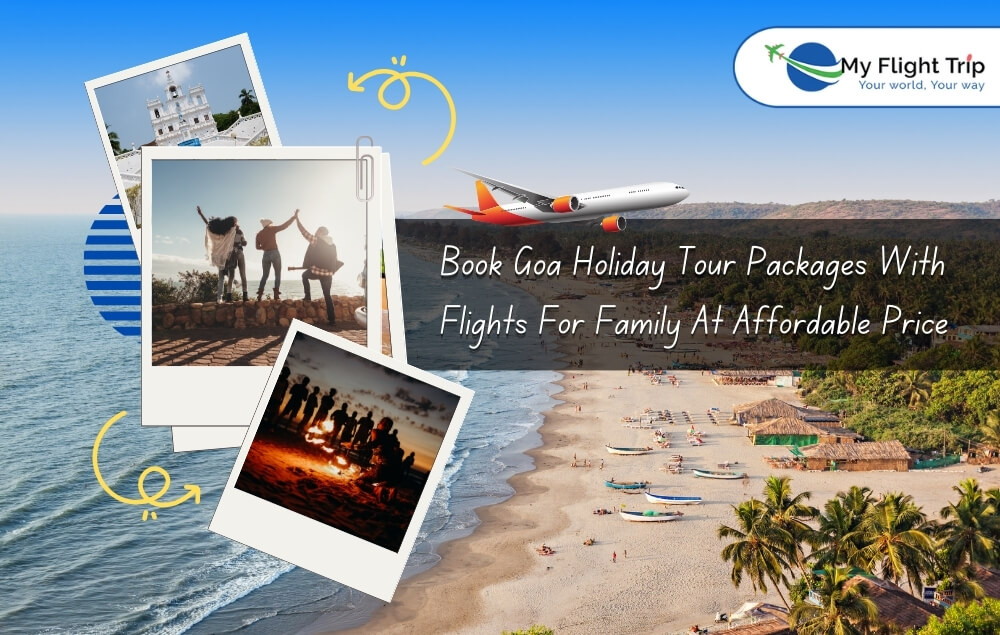 My Flight Trip
Your world, Your way
Book Goa Holiday Tour Packages With
Flights For Family At Affordable Price